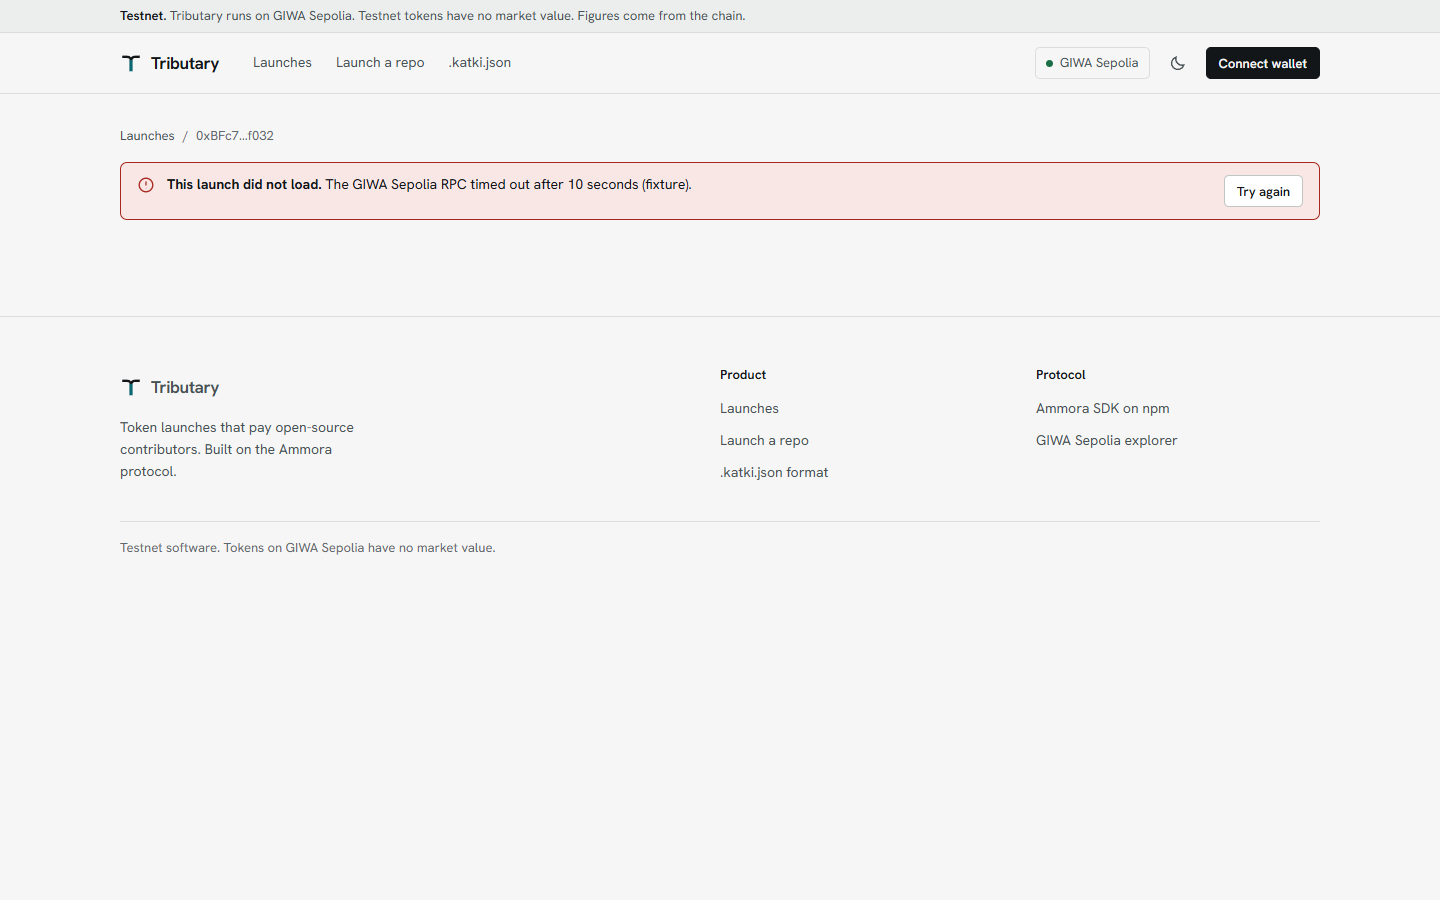 Testnet. Tributary runs on GIWA Sepolia. Testnet tokens have no market value. Figures come from the chain.
Tributary Launches Launch a repo .katki.json GIWA Sepolia Connect wallet
Launches / 0xBFc7...f032
This launch did not load. The GIWA Sepolia RPC timed out after 10 seconds (fixture). Try again
Tributary
Token launches that pay open-source
contributors. Built on the Ammora
protocol.
Product
Launches
Launch a repo
.katki.json format
Protocol
Ammora SDK on npm
GIWA Sepolia explorer
Testnet software. Tokens on GIWA Sepolia have no market value.